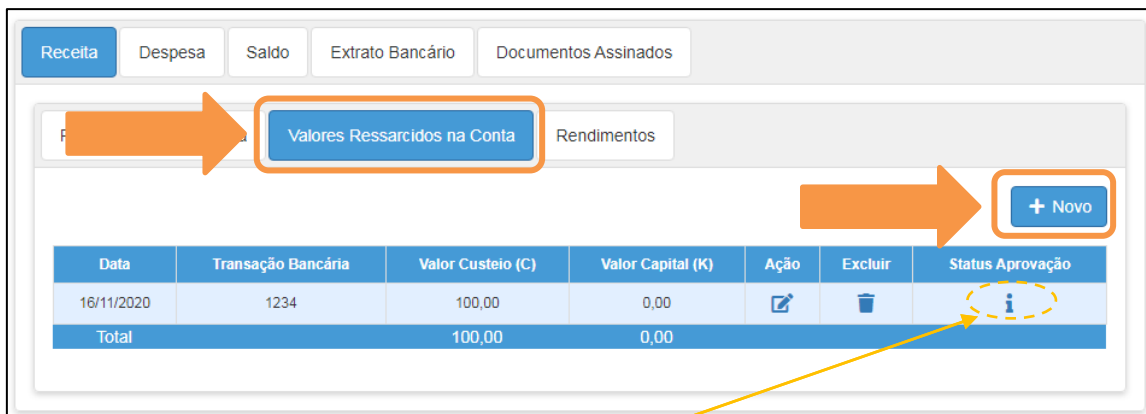 Receita Despesa Saldo Extrato Bancário Documentos Assinados
Valores Ressarcidos na Conta Rendimentos
+ Novo
Data Transação Bancária Valor Custeio (C) Valor Capital (K) Ação Excluir Status Aprovação
16/11/2020 1234 100,00 0,00
Total 100,00 0,00